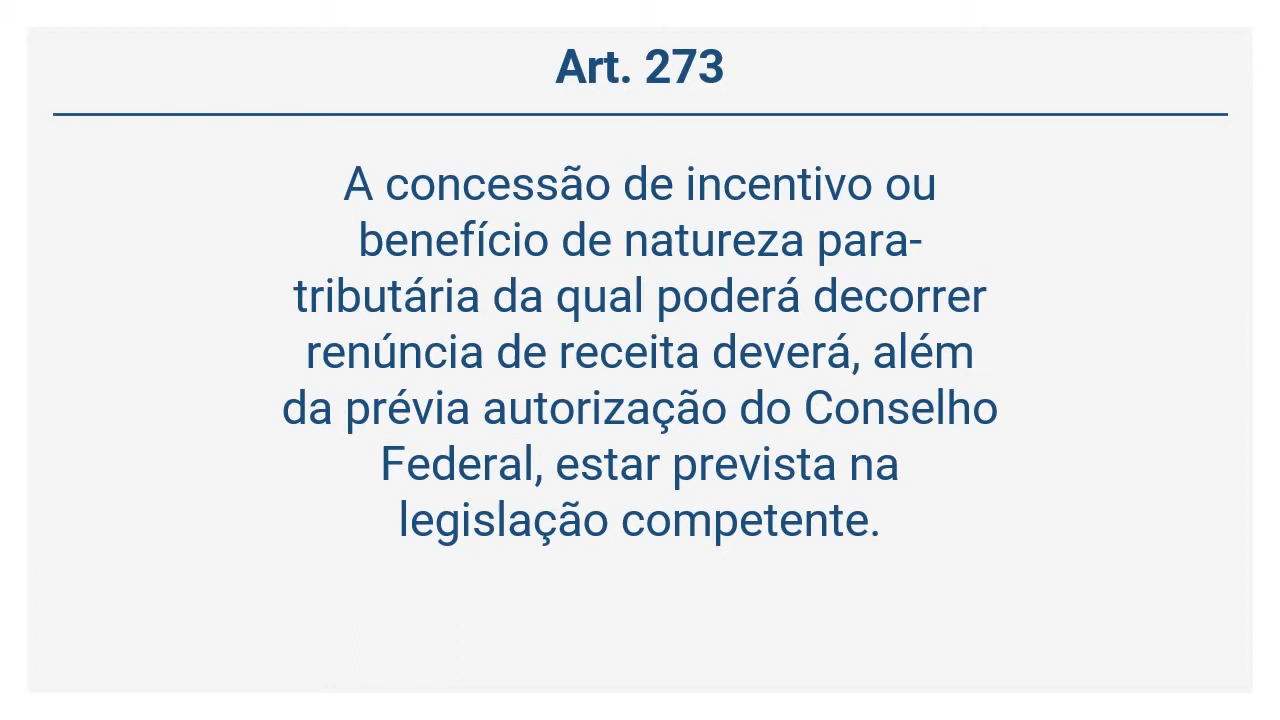 Art. 273
A concessão de incentivo ou
benefício de natureza para-
tributária da qual poderá decorrer
renúncia de receita deverá, além
da prévia autorização do Conselho
Federal, estar prevista na
legislação competente.